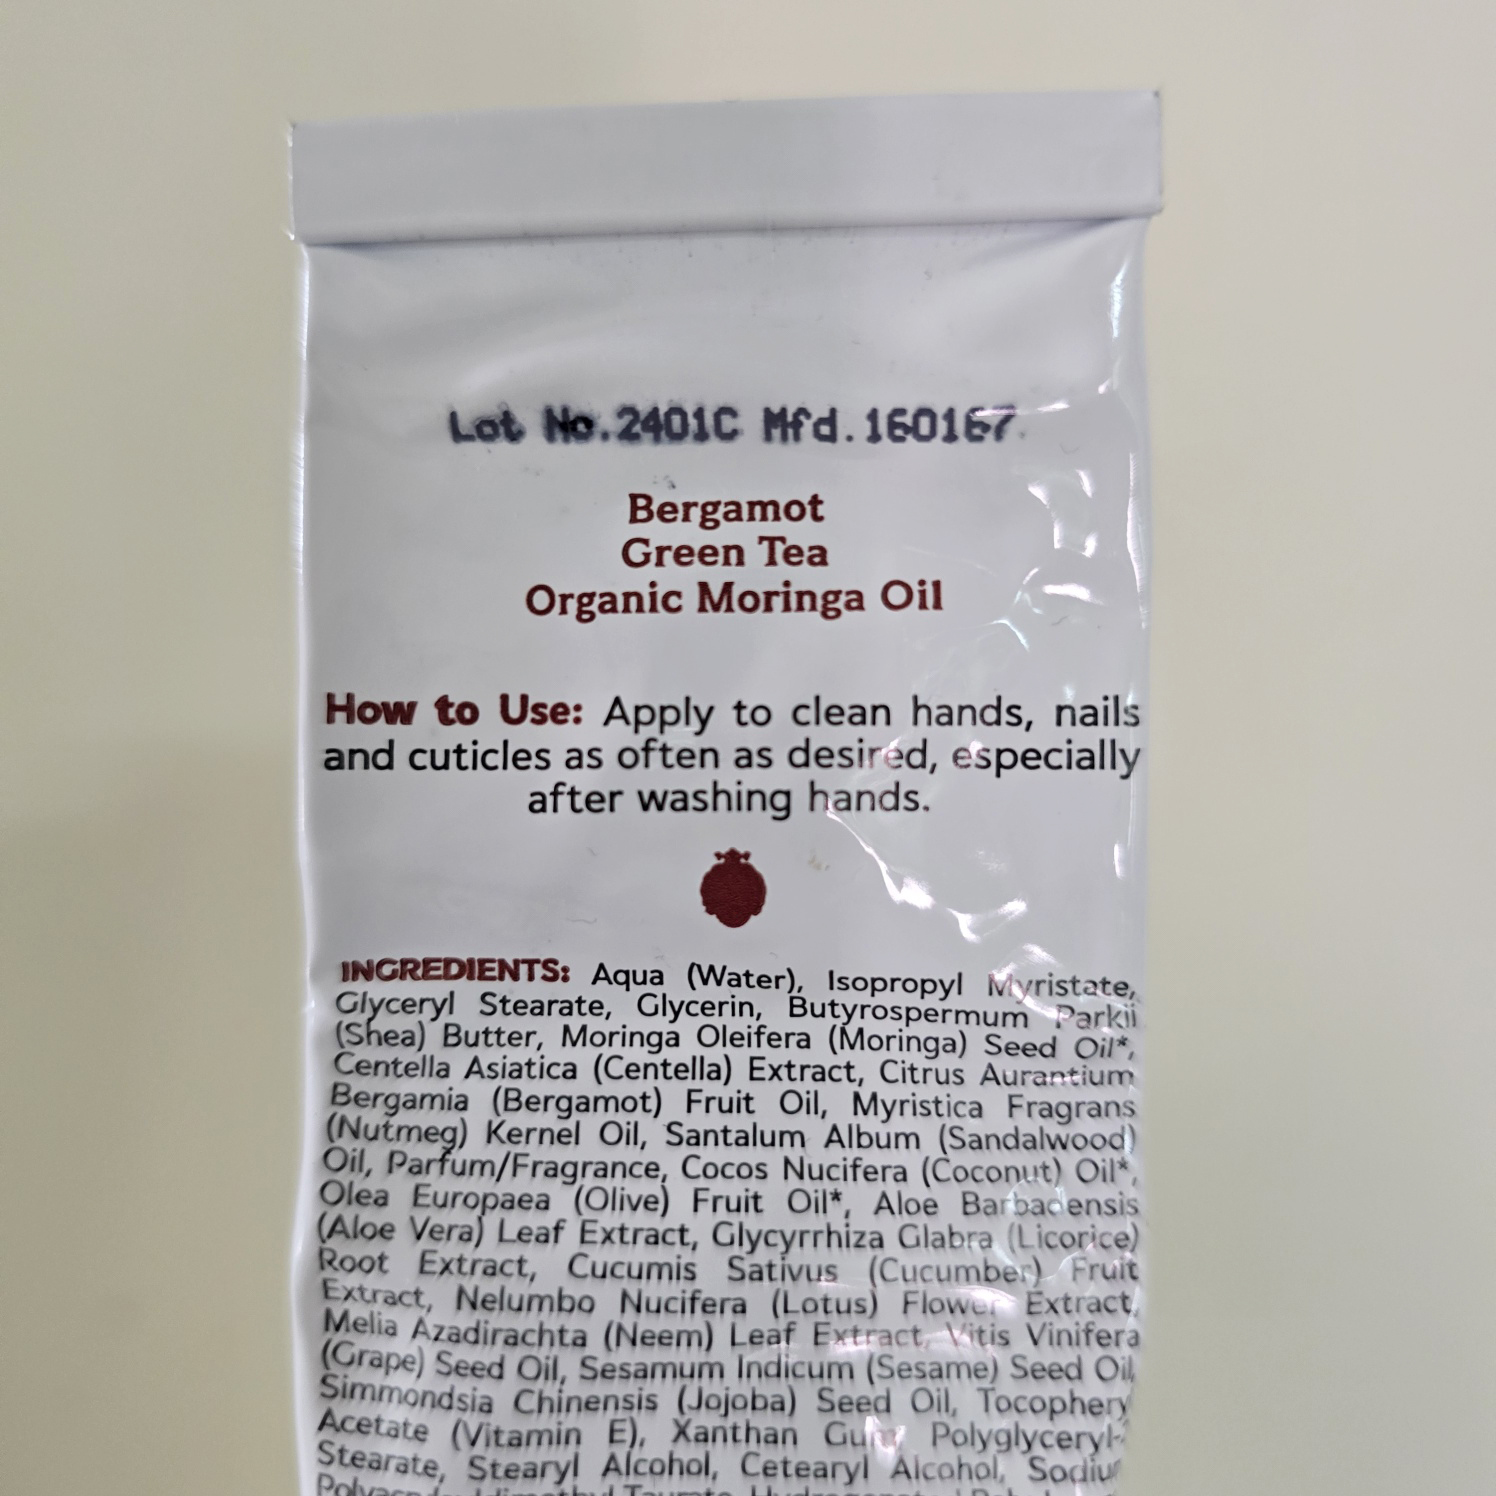 Lot No.2401C Mfd.160167
Bergamot
Green Tea
Organic Moringa Oil
How to Use: Apply to clean hands, nails
and cuticles as often as desired, especially
after washing hands.
INGREDIENTS: Aqua (Water), Isopropyl Myristate,
Glyceryl Stearate, Glycerin, Butyrospermum Parkii
(Shea) Butter, Moringa Oleifera (Moringa) Seed Oil*,
Centella Asiatica (Centella) Extract, Citrus Aurantium
Bergamia (Bergamot) Fruit Oil, Myristica Fragrans
(Nutmeg) Kernel Oil, Santalum Album (Sandalwood)
Oil, Parfum/Fragrance, Cocos Nucifera (Coconut) Oil*,
Olea Europaea (Olive) Fruit Oil*, Aloe Barbadensis
(Aloe Vera) Leaf Extract, Glycyrrhiza Glabra (Licorice)
Root Extract, Cucumis Sativus (Cucumber) Fruit
Extract, Nelumbo Nucifera (Lotus) Flower Extract,
Melia Azadirachta (Neem) Leaf Extract, Vitis Vinifera
(Grape) Seed Oil, Sesamum Indicum (Sesame) Seed Oil,
Simmondsia Chinensis (Jojoba) Seed Oil,
Acetate (Vitamin E), Xanthan Gum,
Stearate, Stearyl Alcohol, Cetearyl Alcohol,